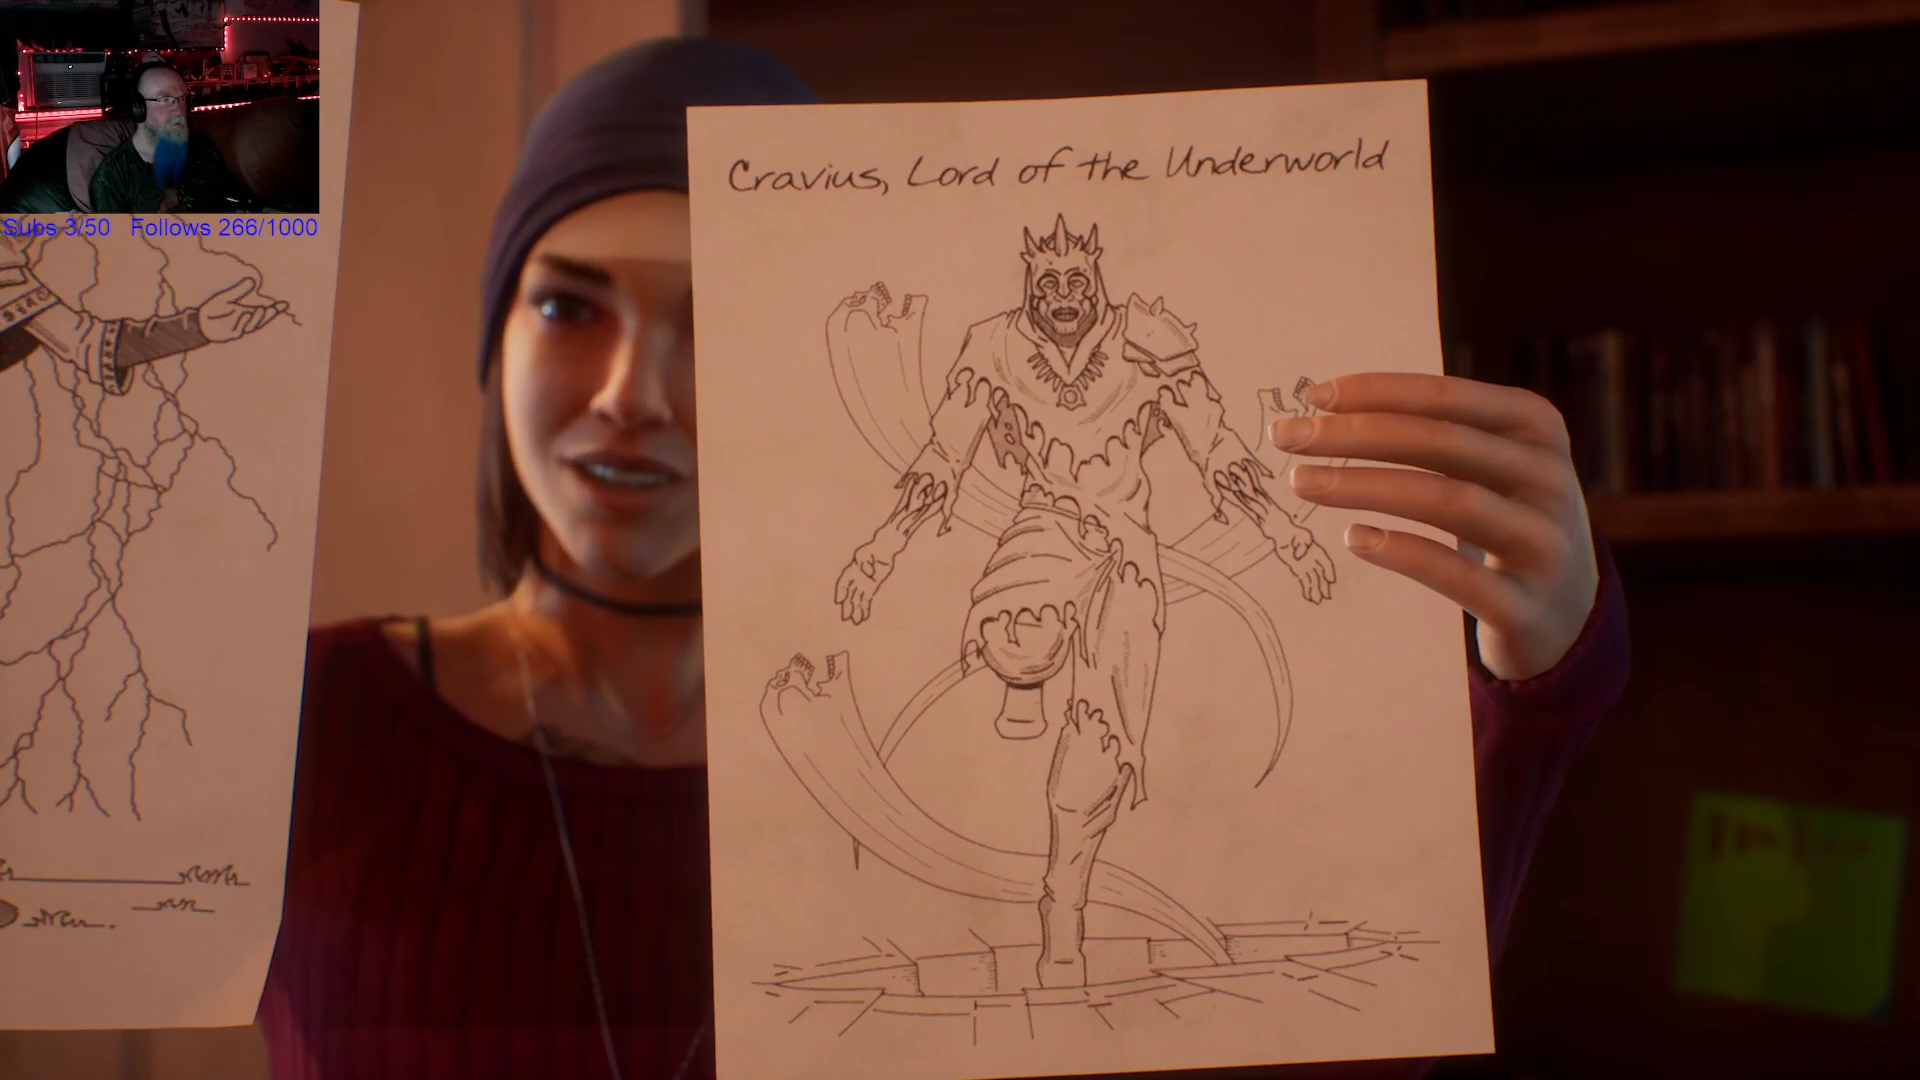 Subs 3/50 Follows 266/1000
Cravius, Lord of the Underworld